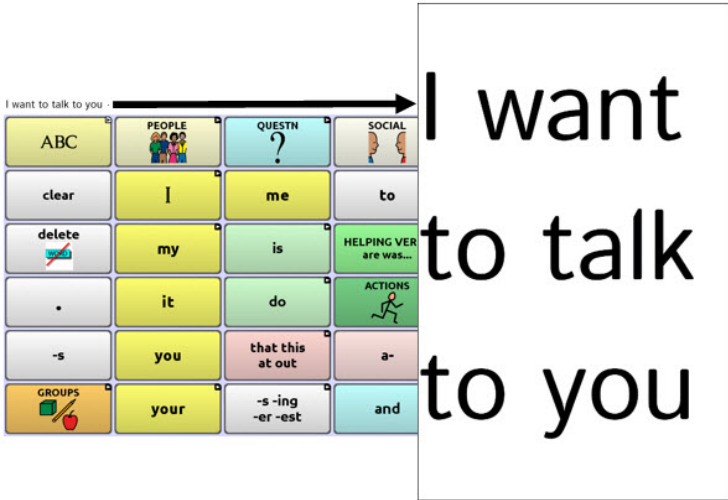 I want to talk to you
ABC
PEOPLE
QUESTN
?
SOCIAL
clear
I
me
to
delete
WORD
my
is
HELPING VER
are was...
.
it
do
ACTIONS
-s
you
that this
at out
a-
GROUPS
your
-s -ing
-er -est
and
I want
to talk
to you